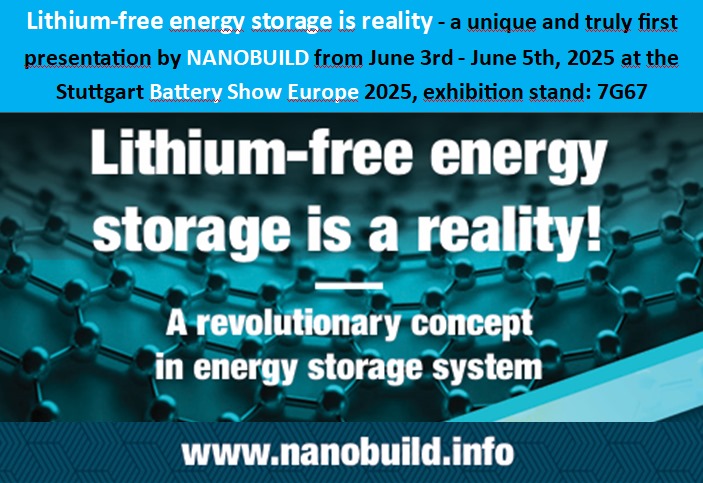 Lithium-free energy storage is reality - a unique and truly first
presentation by NANOBUILD from June 3rd - June 5th, 2025 at the
Stuttgart Battery Show Europe 2025, exhibition stand: 7G67
Lithium-free energy
storage is a reality!
A revolutionary concept
in energy storage system
www.nanobuild.info